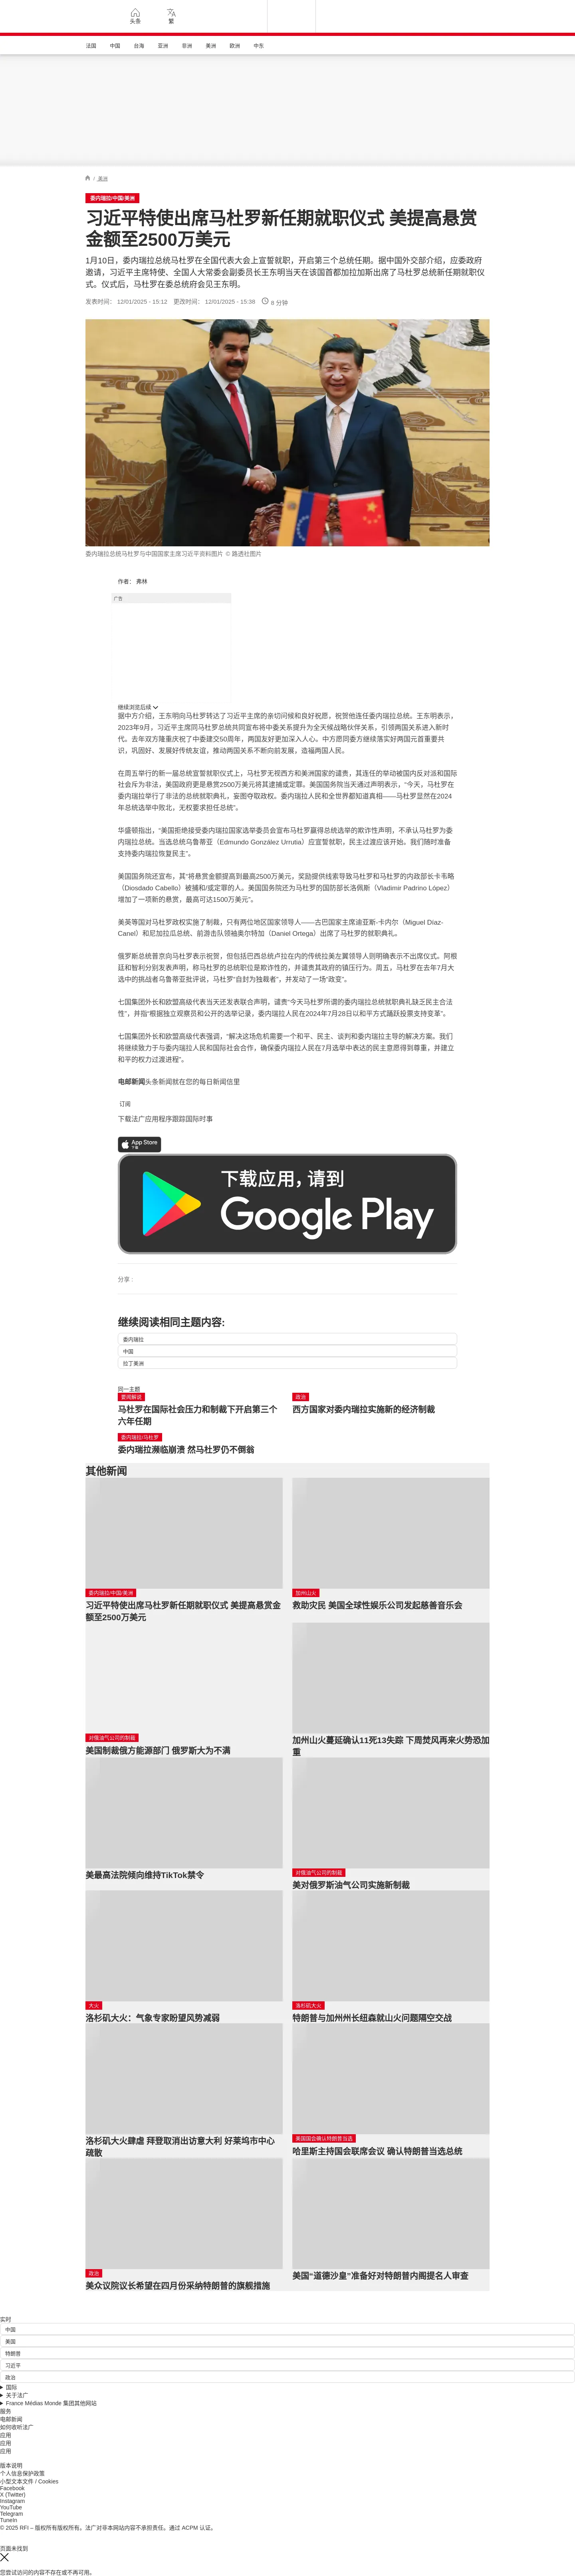 头条
繁
法国 中国 台海 亚洲 非洲 美洲 欧洲 中东
/ 美洲
委内瑞拉/中国/美洲
习近平特使出席马杜罗新任期就职仪式 美提高悬赏
金额至2500万美元
1月10日，委内瑞拉总统马杜罗在全国代表大会上宣誓就职，开启第三个总统任期。据中国外交部介绍，应委政府
邀请，习近平主席特使、全国人大常委会副委员长王东明当天在该国首都加拉加斯出席了马杜罗总统新任期就职仪
式。仪式后，马杜罗在委总统府会见王东明。
发表时间： 12/01/2025 - 15:12 更改时间： 12/01/2025 - 15:38 8 分钟
委内瑞拉总统马杜罗与中国国家主席习近平资料图片 © 路透社图片
作者： 弗林
广告
继续浏览后续
据中方介绍，王东明向马杜罗转达了习近平主席的亲切问候和良好祝愿，祝贺他连任委内瑞拉总统。王东明表示，
2023年9月，习近平主席同马杜罗总统共同宣布将中委关系提升为全天候战略伙伴关系，引领两国关系进入新时
代。去年双方隆重庆祝了中委建交50周年，两国友好更加深入人心。中方愿同委方继续落实好两国元首重要共
识，巩固好、发展好传统友谊，推动两国关系不断向前发展，造福两国人民。
在周五举行的新一届总统宣誓就职仪式上，马杜罗无视西方和美洲国家的谴责，其连任的举动被国内反对派和国际
社会斥为非法，美国政府更是悬赏2500万美元将其逮捕或定罪。美国国务院当天通过声明表示，“今天，马杜罗在
委内瑞拉举行了非法的总统就职典礼，妄图夺取政权。委内瑞拉人民和全世界都知道真相——马杜罗显然在2024
年总统选举中败北，无权要求担任总统”。
华盛顿指出，“美国拒绝接受委内瑞拉国家选举委员会宣布马杜罗赢得总统选举的欺诈性声明，不承认马杜罗为委
内瑞拉总统。当选总统乌鲁蒂亚（Edmundo González Urrutia）应宣誓就职，民主过渡应该开始。我们随时准备
支持委内瑞拉恢复民主”。
美国国务院还宣布，其“将悬赏金额提高到最高2500万美元，奖励提供线索导致马杜罗和马杜罗的内政部长卡韦略
（Diosdado Cabello）被捕和/或定罪的人。美国国务院还为马杜罗的国防部长洛佩斯（Vladimir Padrino López）
增加了一项新的悬赏，最高可达1500万美元”。
美英等国对马杜罗政权实施了制裁，只有两位地区国家领导人——古巴国家主席迪亚斯-卡内尔（Miguel Díaz-
Canel）和尼加拉瓜总统、前游击队领袖奥尔特加（Daniel Ortega）出席了马杜罗的就职典礼。
俄罗斯总统普京向马杜罗表示祝贺，但包括巴西总统卢拉在内的传统拉美左翼领导人则明确表示不出席仪式。阿根
廷和智利分别发表声明，称马杜罗的总统职位是欺诈性的，并谴责其政府的镇压行为。周五，马杜罗在去年7月大
选中的挑战者乌鲁蒂亚批评说，马杜罗“自封为独裁者”，并发动了一场“政变”。
七国集团外长和欧盟高级代表当天还发表联合声明，谴责“今天马杜罗所谓的委内瑞拉总统就职典礼缺乏民主合法
性”，并指“根据独立观察员和公开的选举记录，委内瑞拉人民在2024年7月28日以和平方式踊跃投票支持变革”。
七国集团外长和欧盟高级代表强调，“解决这场危机需要一个和平、民主、谈判和委内瑞拉主导的解决方案。我们
将继续致力于与委内瑞拉人民和国际社会合作，确保委内瑞拉人民在7月选举中表达的民主意愿得到尊重，并建立
和平的权力过渡进程”。
电邮新闻头条新闻就在您的每日新闻信里
订阅
下载法广应用程序跟踪国际时事
App Store
下载
下载应用，请到
Google Play
分享 :
继续阅读相同主题内容:
委内瑞拉
中国
拉丁美洲
同一主题
要闻解说
马杜罗在国际社会压力和制裁下开启第三个
六年任期
政治
西方国家对委内瑞拉实施新的经济制裁
委内瑞拉/马杜罗
委内瑞拉濒临崩溃 然马杜罗仍不倒翁
其他新闻
委内瑞拉/中国/美洲
习近平特使出席马杜罗新任期就职仪式 美提高悬赏金
额至2500万美元
加州山火
救助灾民 美国全球性娱乐公司发起慈善音乐会
对俄油气公司的制裁
美国制裁俄方能源部门 俄罗斯大为不满
加州山火蔓延确认11死13失踪 下周焚风再来火势恐加
重
美最高法院倾向维持TikTok禁令
对俄油气公司的制裁
美对俄罗斯油气公司实施新制裁
大火
洛杉矶大火：气象专家盼望风势减弱
洛杉矶大火
特朗普与加州州长纽森就山火问题隔空交战
洛杉矶大火肆虐 拜登取消出访意大利 好莱坞市中心
疏散
美国国会确认特朗普当选
哈里斯主持国会联席会议 确认特朗普当选总统
政治
美众议院议长希望在四月份采纳特朗普的旗舰措施
美国“道德沙皇”准备好对特朗普内阁提名人审查
实时
中国
美国
特朗普
习近平
政治
国际
关于法广
France Médias Monde 集团其他网站
服务
电邮新闻
如何收听法广
应用
应用
应用
版本说明
个人信息保护政策
小型文本文件 / Cookies
Facebook
X (Twitter)
Instagram
YouTube
Telegram
TuneIn
© 2025 RFI – 版权所有版权所有。法广对非本网站内容不承担责任。通过 ACPM 认证。
页面未找到
您尝试访问的内容不存在或不再可用。